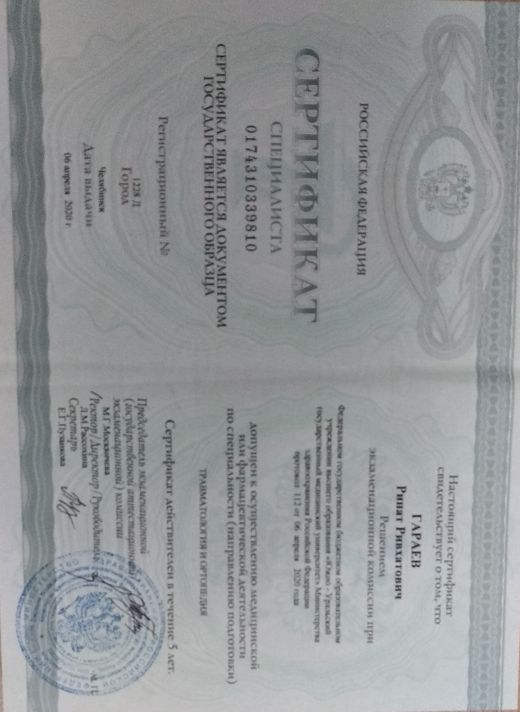 РОССИЙСКАЯ ФЕДЕРАЦИЯ
СЕРТИФИКАТ
СПЕЦИАЛИСТА
0174310339810
СЕРТИФИКАТ ЯВЛЯЕТСЯ ДОКУМЕНТОМ
ГОСУДАРСТВЕННОГО ОБРАЗЦА
Регистрационный №
1228 Д
Город
Челябинск
Дата выдачи
06 апреля 2020 г
Настоящий сертификат
свидетельствует о том, что
ГАРАЕВ
Ринат Ривхатович
Решением
экзаменационной комиссии при
Федеральном государственном бюджетном образовательном
учреждении высшего образования «Южно - Уральский
государственный медицинский университет» Министерства
здравоохранения Российской Федерации
протокол 112 от 06 апреля 2020 года
допущен к осуществлению медицинской
или фармацевтической деятельности
по специальности (направлению подготовки)
ТРАВМАТОЛОГИЯ И ОРТОПЕДИЯ
Сертификат действителен в течение 5 лет.
Председатель экзаменационной
(государственной аттестационной
экзаменационной) комиссии
М.Г. Москвичева
/Ректор/Директор/Руководитель
Д.М. Рассохина
Секретарь
Е.Г. Пушникова